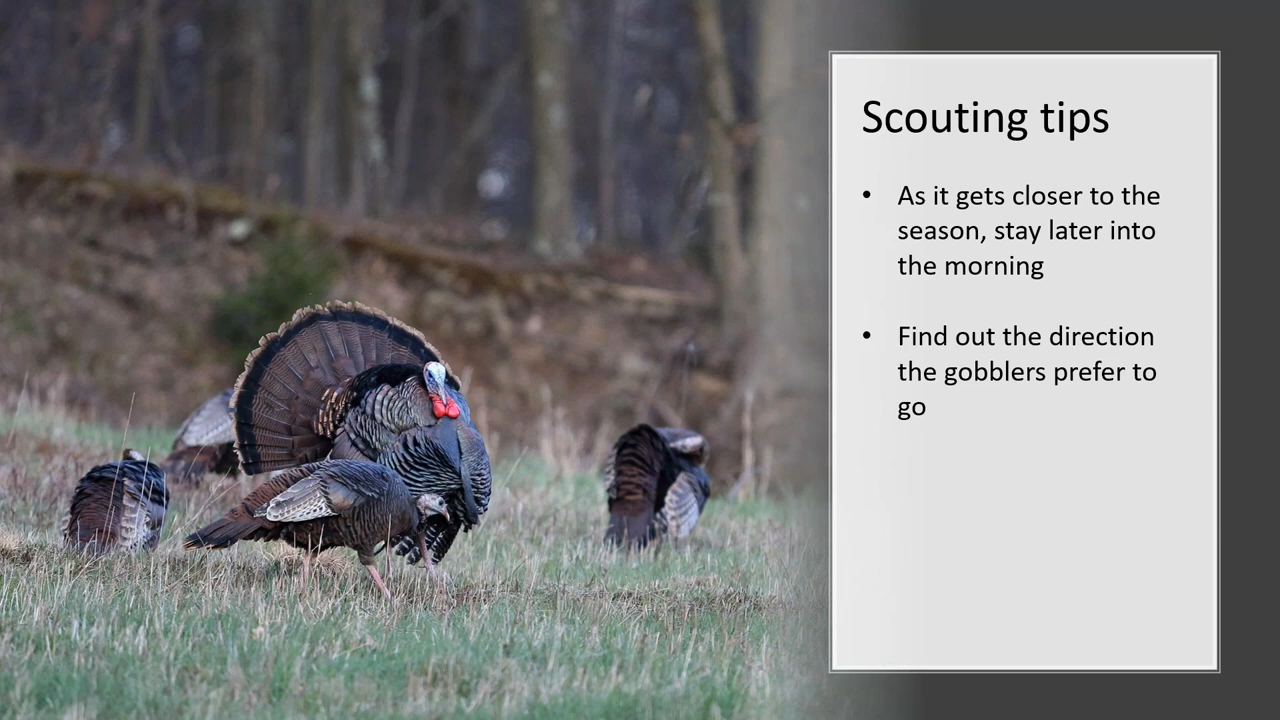 Scouting tips
• As it gets closer to the
season, stay later into
the morning
• Find out the direction
the gobblers prefer to
go